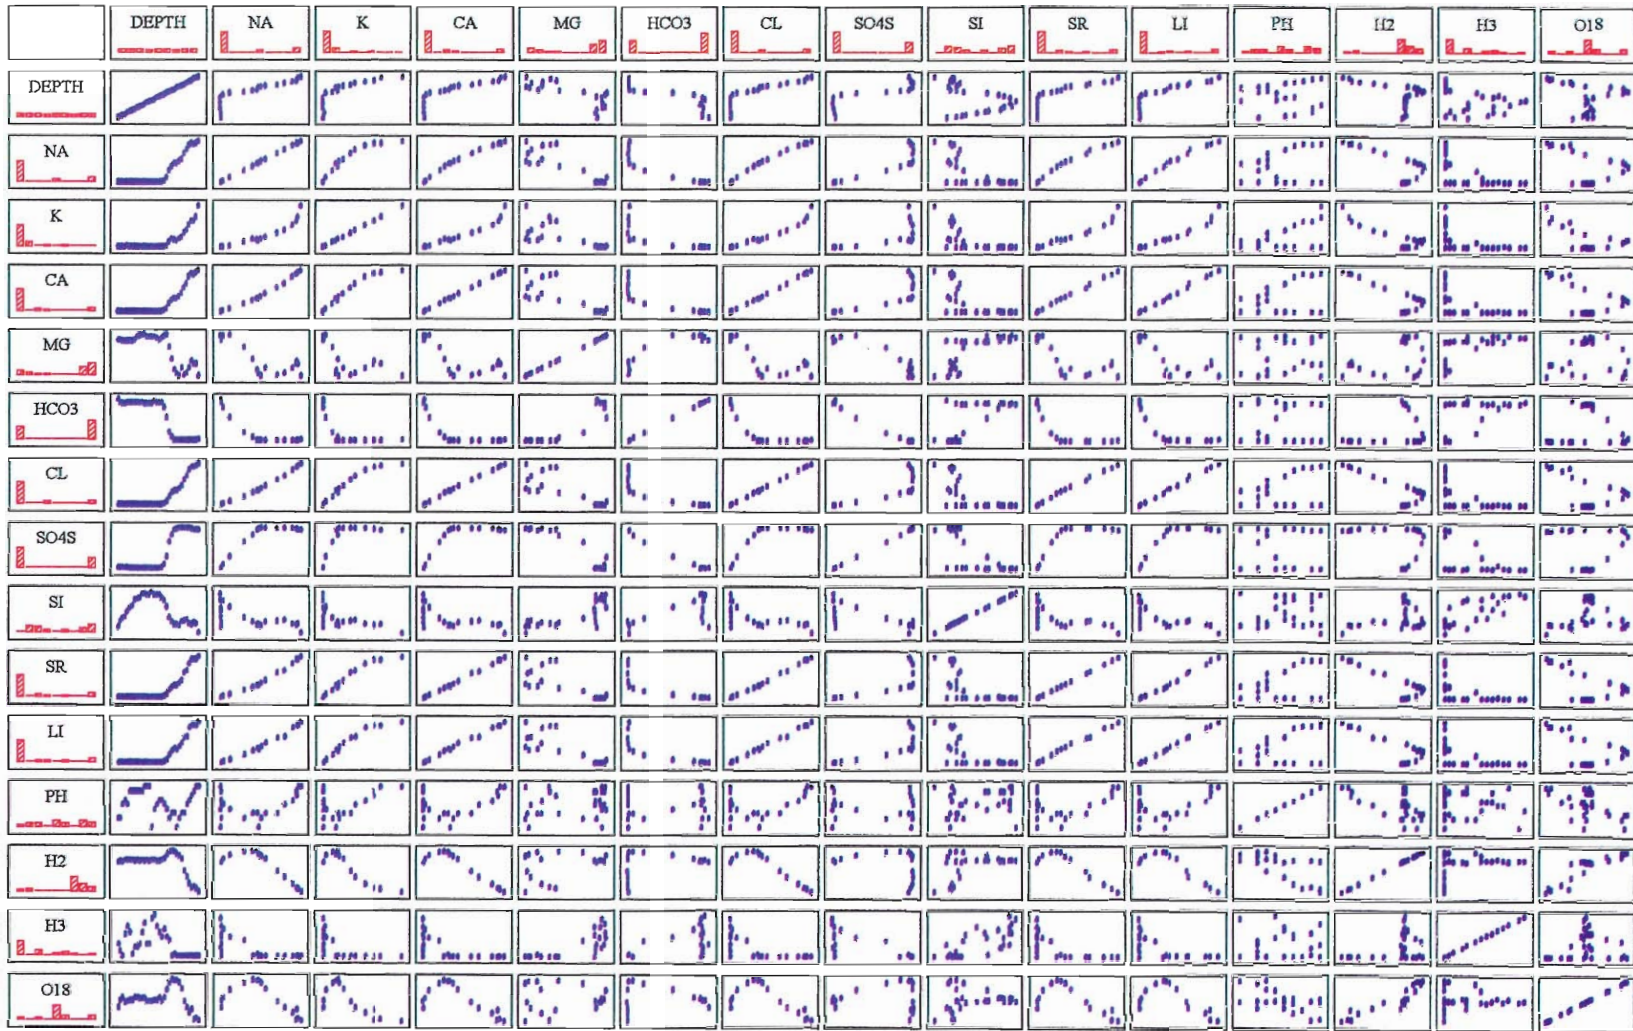 DEPTH NA K CA MG HCO3 CL SO4S SI SR LI PH H2 H3 O18
DEPTH
NA
K
CA
MG
HCO3
CL
SO4S
SI
SR
LI
PH
H2
H3
O18